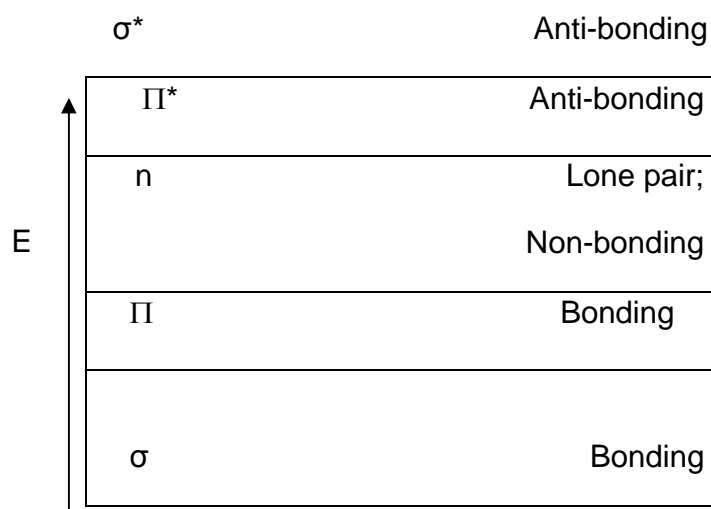 σ* Anti-bonding
Π* Anti-bonding
n Lone pair;
E Non-bonding
Π Bonding
σ Bonding